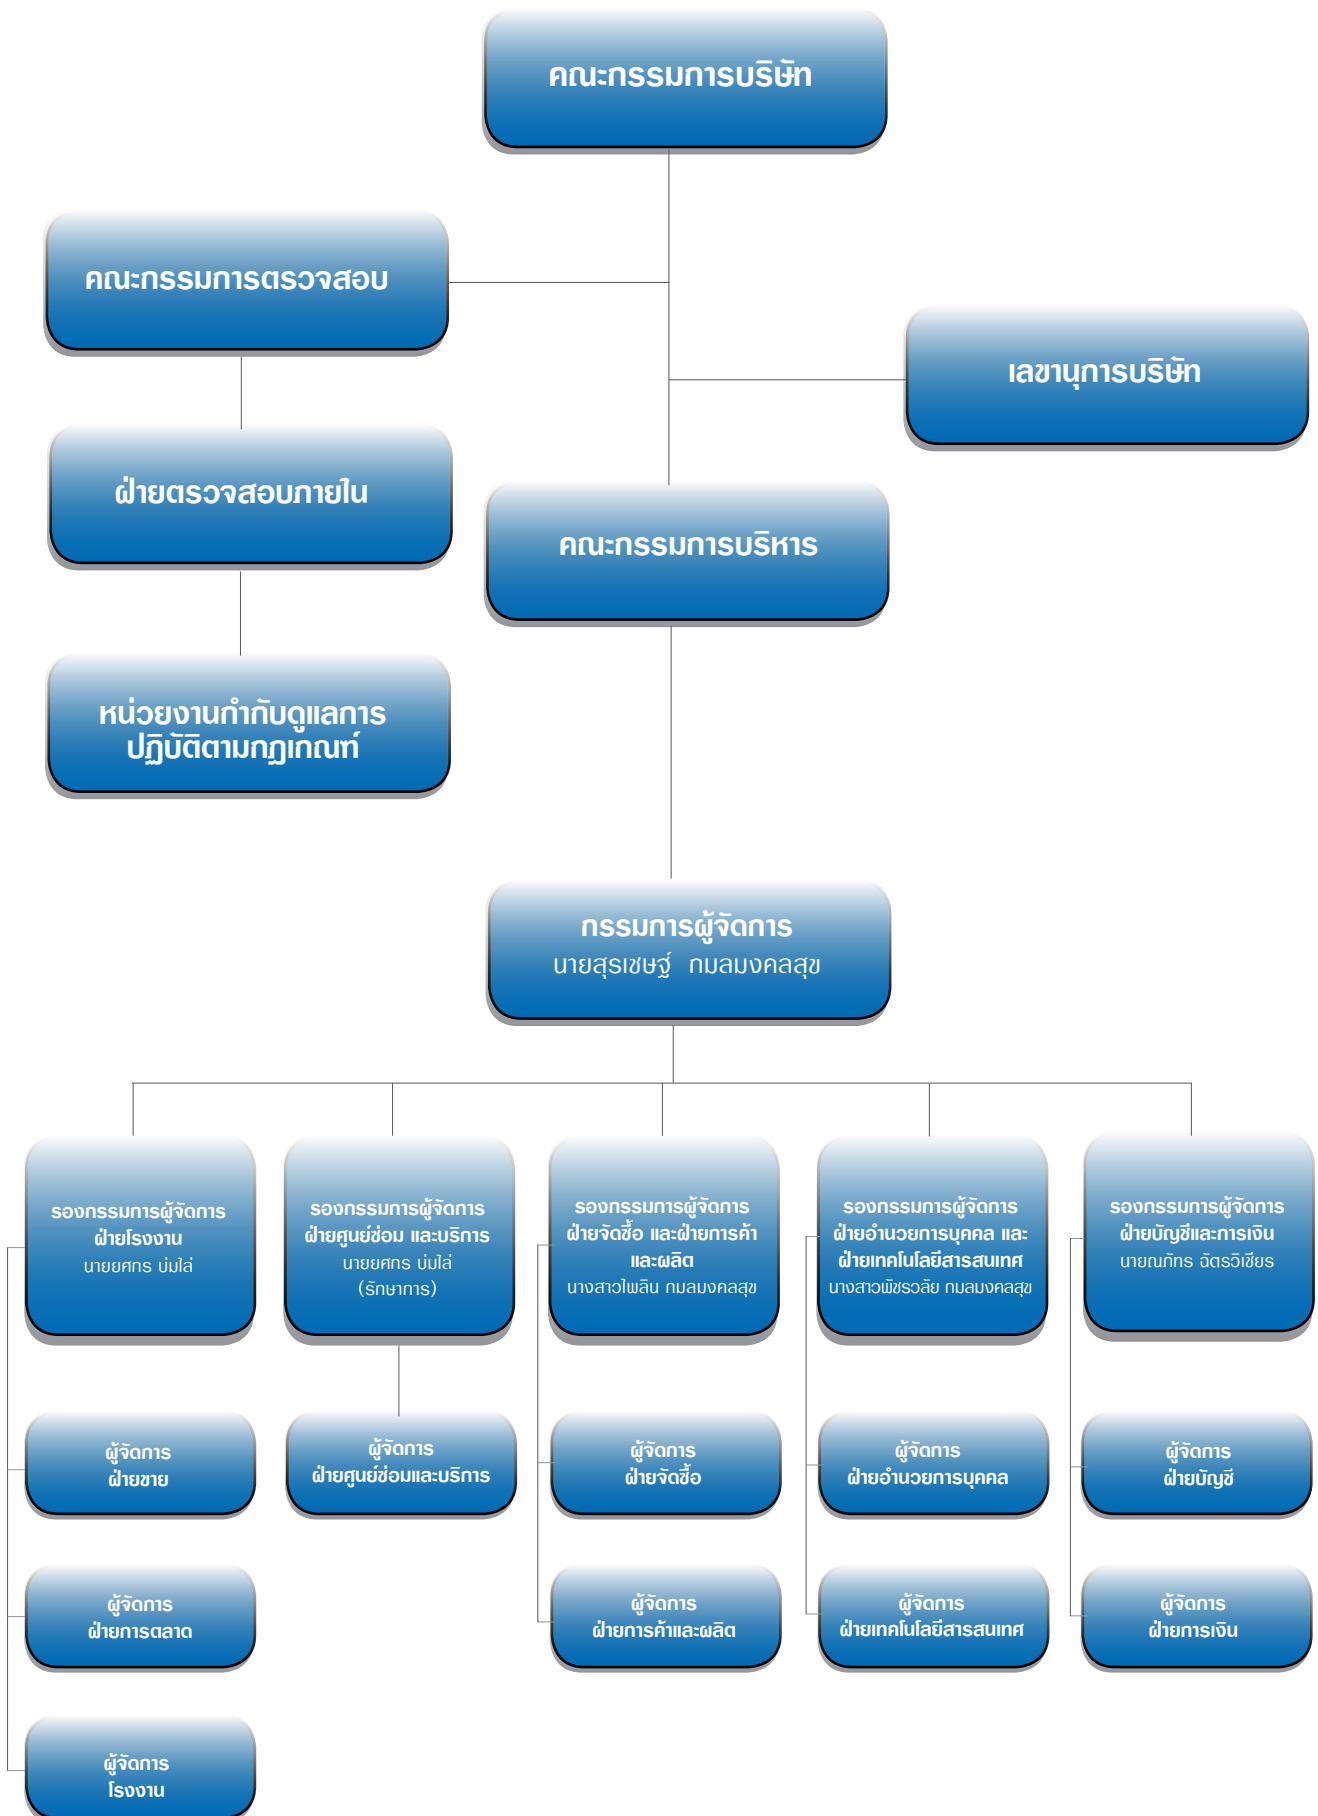 คณะกรรมการบริษัท
คณะกรรมการตรวจสอบ
เลขานุการบริษัท
ฝ่ายตรวจสอบภายใน
คณะกรรมการบริหาร
หน่วยงานกำกับดูแลการ
ปฏิบัติตามกฎเกณฑ์
กรรมการผู้จัดการ
นายสุรเชษฐ์ กมลมงคลสุข
รองกรรมการผู้จัดการ
ฝ่ายโรงงาน
นายยศกร บ่มไล่
รองกรรมการผู้จัดการ
ฝ่ายศูนย์ซ่อม และบริการ
นายยศกร บ่มไล่
(รักษาการ)
รองกรรมการผู้จัดการ
ฝ่ายจัดซื้อ และฝ่ายการค้า
และผลิต
นางสาวไพลิน กมลมงคลสุข
รองกรรมการผู้จัดการ
ฝ่ายอำนวยการบุคคล และ
ฝ่ายเทคโนโลยีสารสนเทศ
นางสาวพัชรวลัย กมลมงคลสุข
รองกรรมการผู้จัดการ
ฝ่ายบัญชีและการเงิน
นายณภัทร ฉัตรวิเชียร
ผู้จัดการ
ฝ่ายขาย
ผู้จัดการ
ฝ่ายศูนย์ซ่อมและบริการ
ผู้จัดการ
ฝ่ายจัดซื้อ
ผู้จัดการ
ฝ่ายอำนวยการบุคคล
ผู้จัดการ
ฝ่ายบัญชี
ผู้จัดการ
ฝ่ายการตลาด
ผู้จัดการ
ฝ่ายการค้าและผลิต
ผู้จัดการ
ฝ่ายเทคโนโลยีสารสนเทศ
ผู้จัดการ
ฝ่ายการเงิน
ผู้จัดการ
โรงงาน